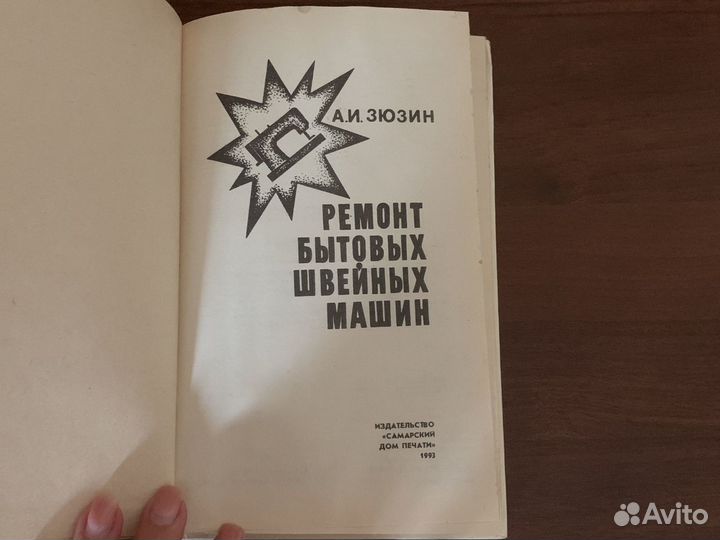 А.И. ЗЮЗИН
РЕМОНТ
БЫТОВЫХ
ШВЕЙНЫХ
МАШИН
ИЗДАТЕЛЬСТВО
«САМАРСКИЙ
ДОМ ПЕЧАТИ»
1993
Avito